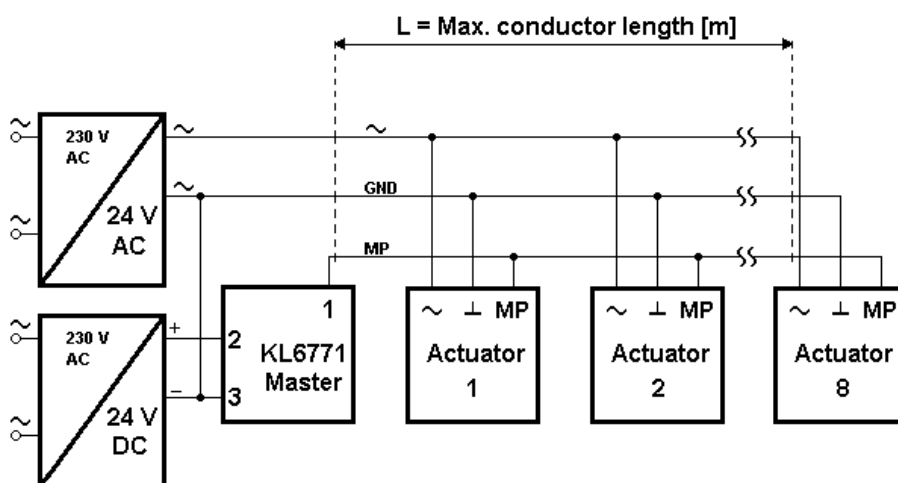 L = Max. conductor length [m]
~
230 V
AC
~
~
~
24 V
AC
~
GND
MP
230 V
AC
~
~
24 V
DC
+
−
1
2
3
KL6771
Master
~ ⊥ MP
Actuator
1
~ ⊥ MP
Actuator
2
~ ⊥ MP
Actuator
8